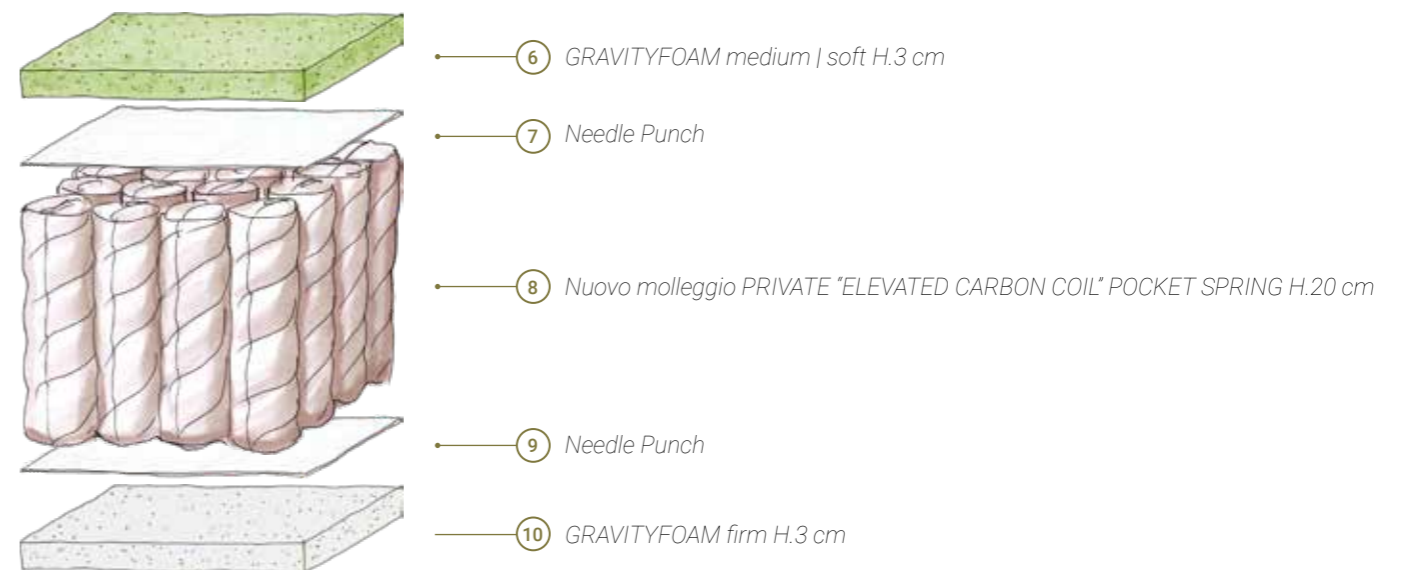 6 GRAVITYFOAM medium | soft H.3 cm
7 Needle Punch
8 Nuovo molleggio PRIVATE “ELEVATED CARBON COIL” POCKET SPRING H.20 cm
9 Needle Punch
10 GRAVITYFOAM firm H.3 cm